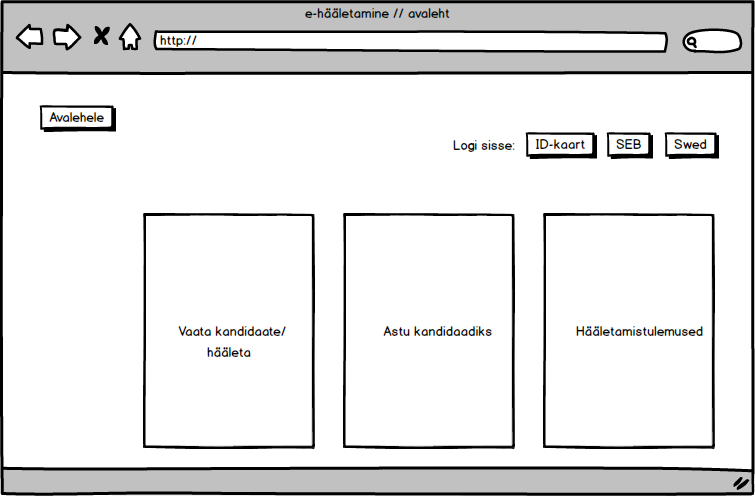 e-hääletamine // avaleht
http://
Avalehele
Logi sisse: ID-kaart SEB Swed
Vaata kandidaate/
hääleta
Astu kandidaadiks
Hääletamistulemused